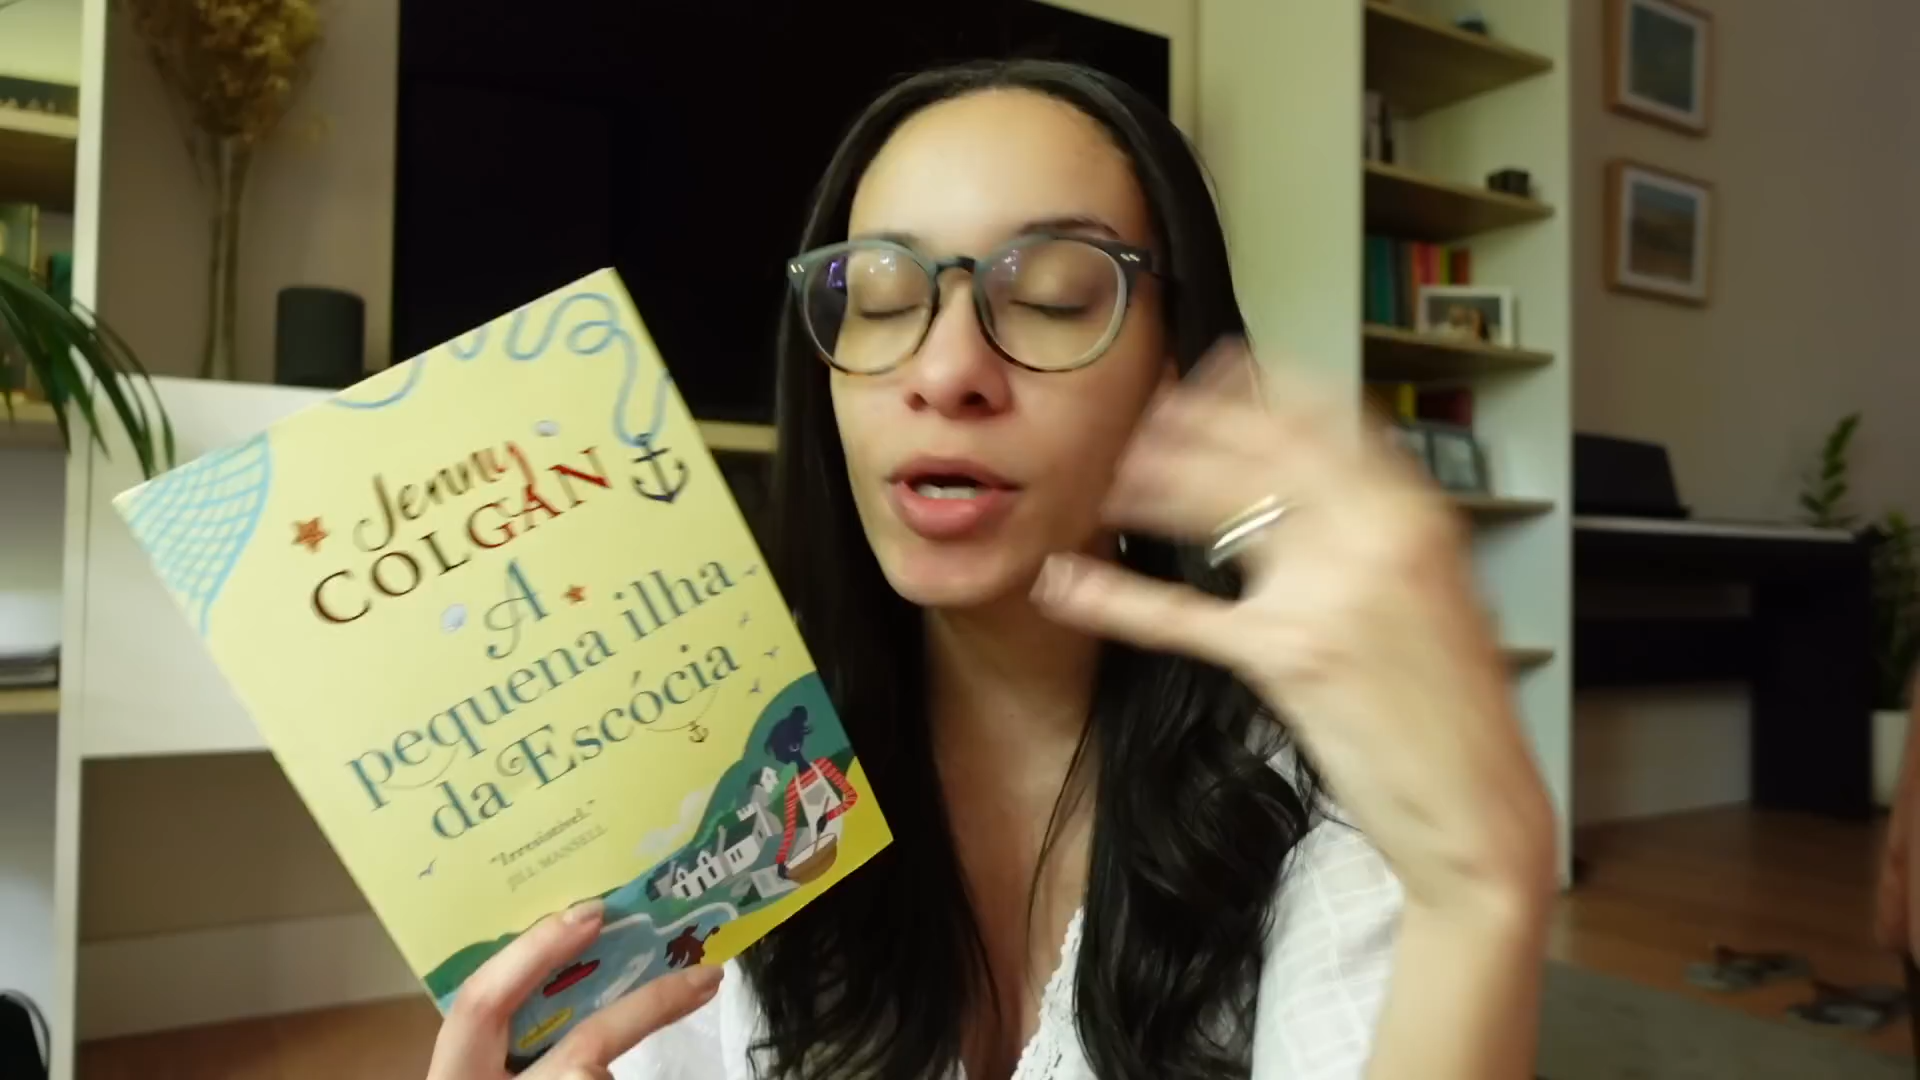 Jenny
COLGAN
A
pequena ilha
da Escócia
"Irresistível."
JILL MANSELL